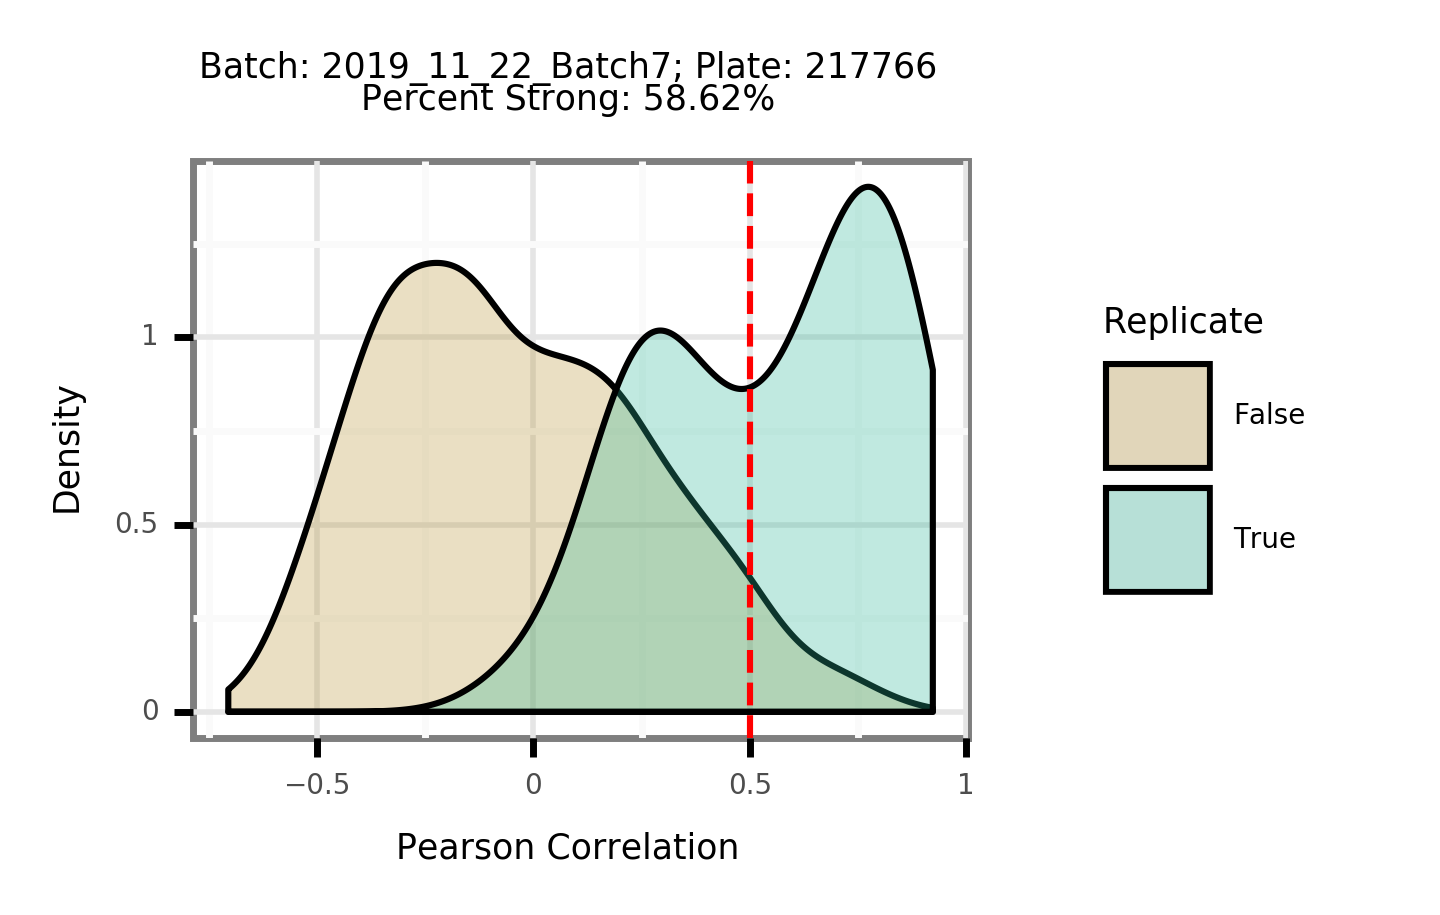 Batch: 2019_11_22_Batch7; Plate: 217766
Percent Strong: 58.62%
Density
1
0.5
0
−0.5
0
0.5
1
Pearson Correlation
Replicate
False
True